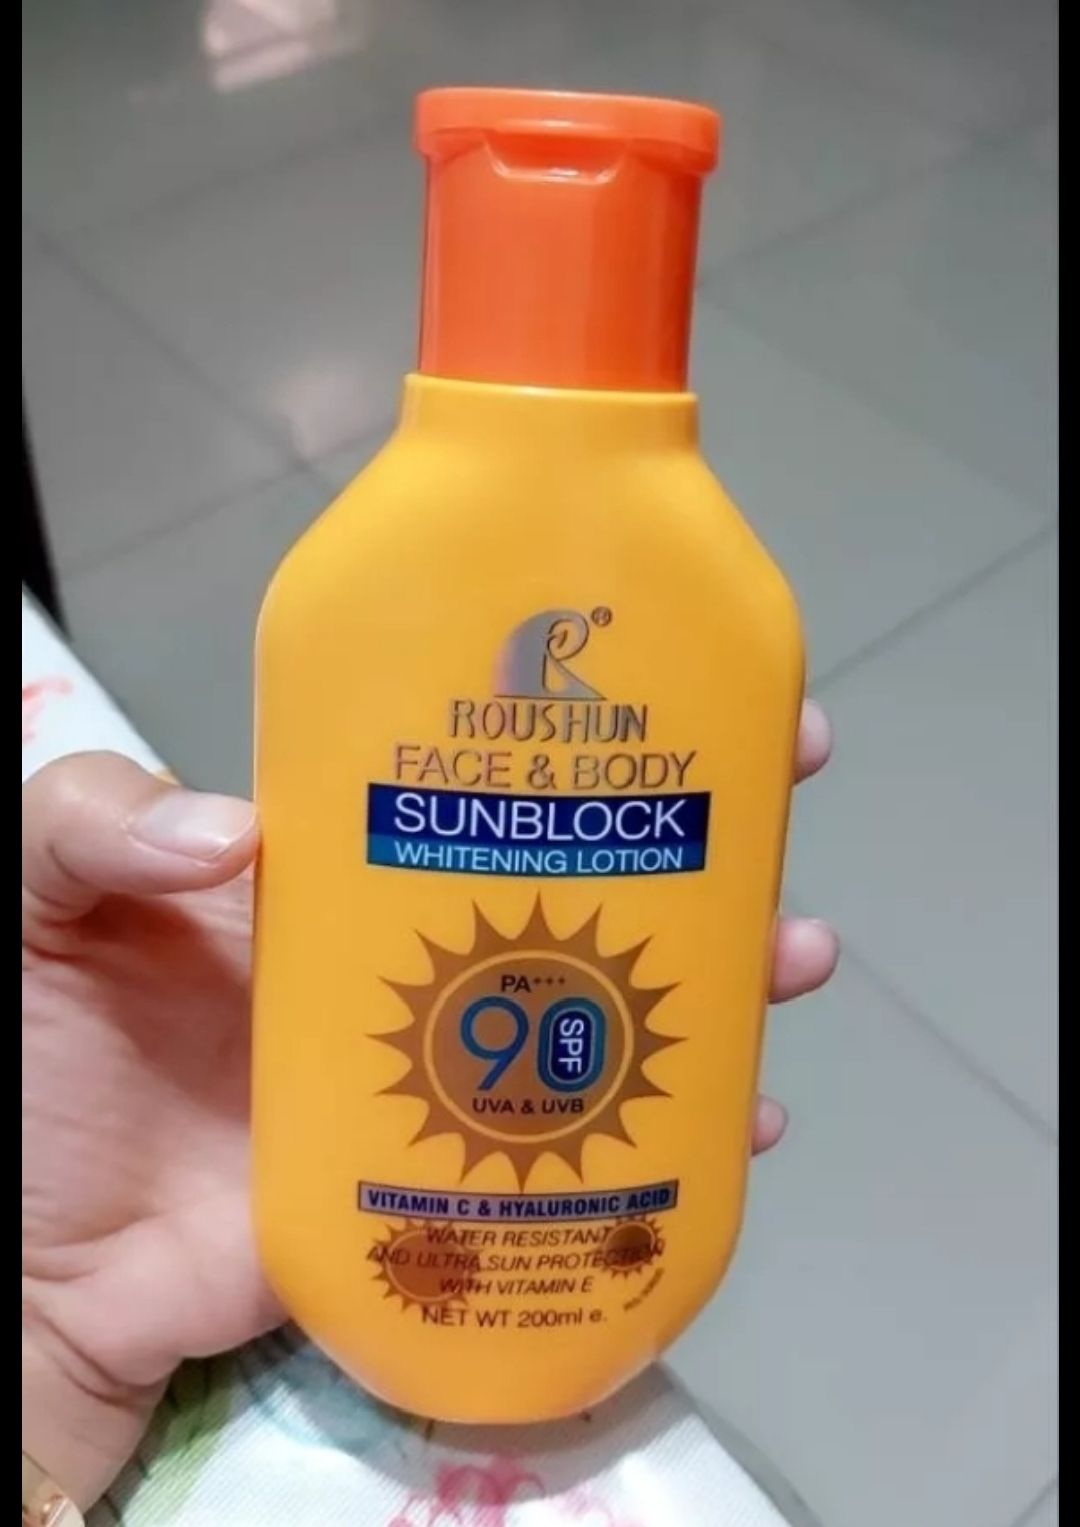 R®
ROUSHUN
FACE & BODY
SUNBLOCK
WHITENING LOTION
PA+++
90
SPF
UVA & UVB
VITAMIN C & HYALURONIC ACID
WATER RESISTANT
AND ULTRA SUN PROTECTION
WITH VITAMIN E
NET WT 200ml e.